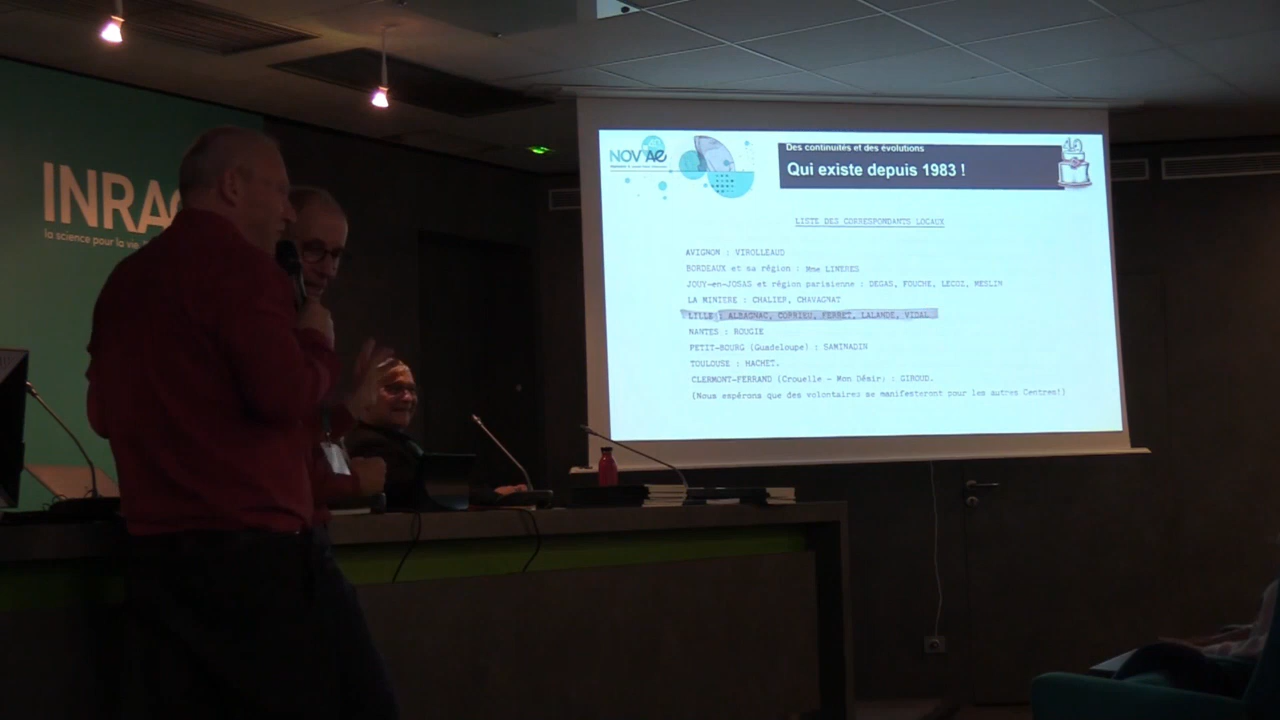 INRA
la science pour la vie
NOV'AE
Des continuités et des évolutions
Qui existe depuis 1983 !
40
LISTE DES CORRESPONDANTS LOCAUX
AVIGNON : VIROLLEAUD
BORDEAUX et sa région : Mme LINERES
JOUY-en-JOSAS et région parisienne : DEGAS, FOUCHE, LECOZ, MESLIN
LA MINIERE : CHALIER, CHAVAGNAT
LILLE : ALBAGNAC, CORRIEU, FERRET, LALANDE, VIDAL
NANTES : ROUGIE
PETIT-BOURG (Guadeloupe) : SAMINADIN
TOULOUSE : HACHET.
CLERMONT-FERRAND (Crouelle - Mon Désir) : GIROUD.
(Nous espérons que des volontaires se manifesteront pour les autres Centres!)